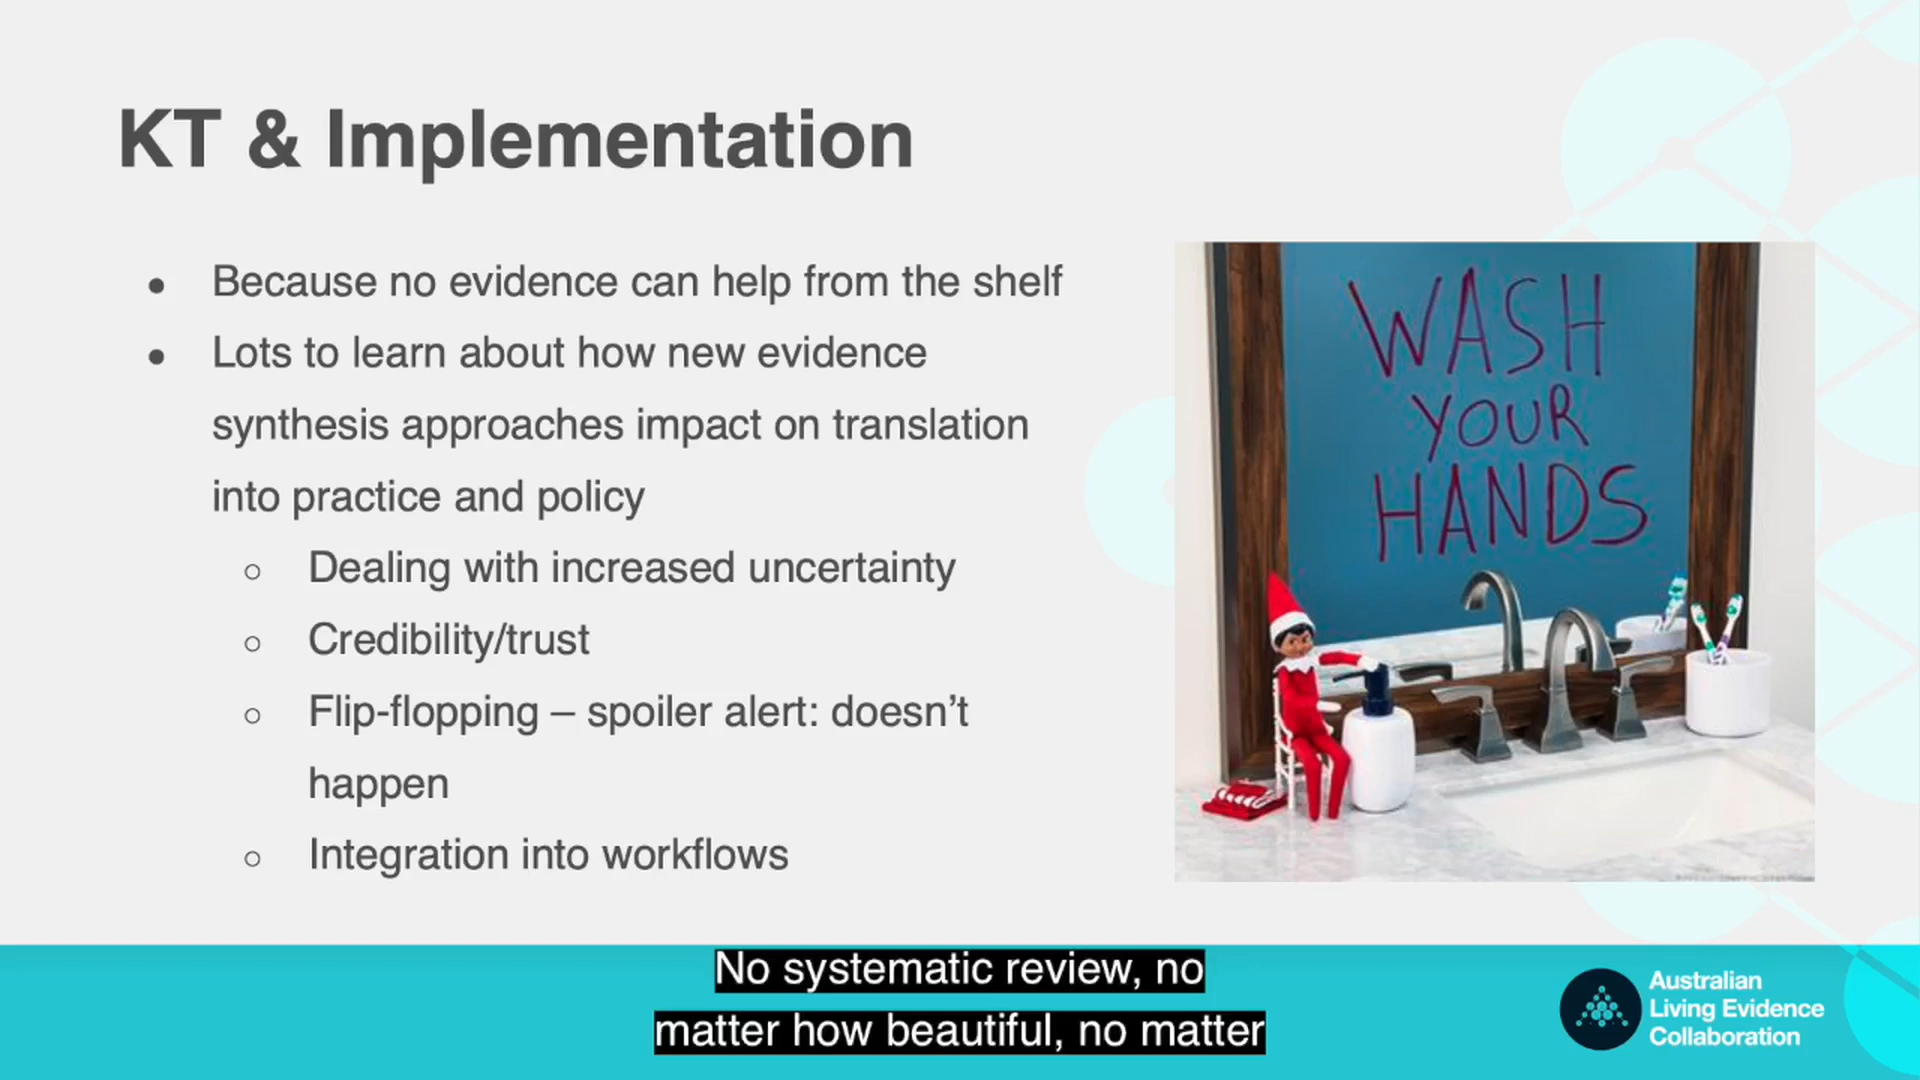 KT & Implementation
● Because no evidence can help from the shelf
● Lots to learn about how new evidence
synthesis approaches impact on translation
into practice and policy
○ Dealing with increased uncertainty
○ Credibility/trust
○ Flip-flopping – spoiler alert: doesn’t
happen
○ Integration into workflows
WASH
YOUR
HANDS
No systematic review, no
matter how beautiful, no matter
Australian
Living Evidence
Collaboration